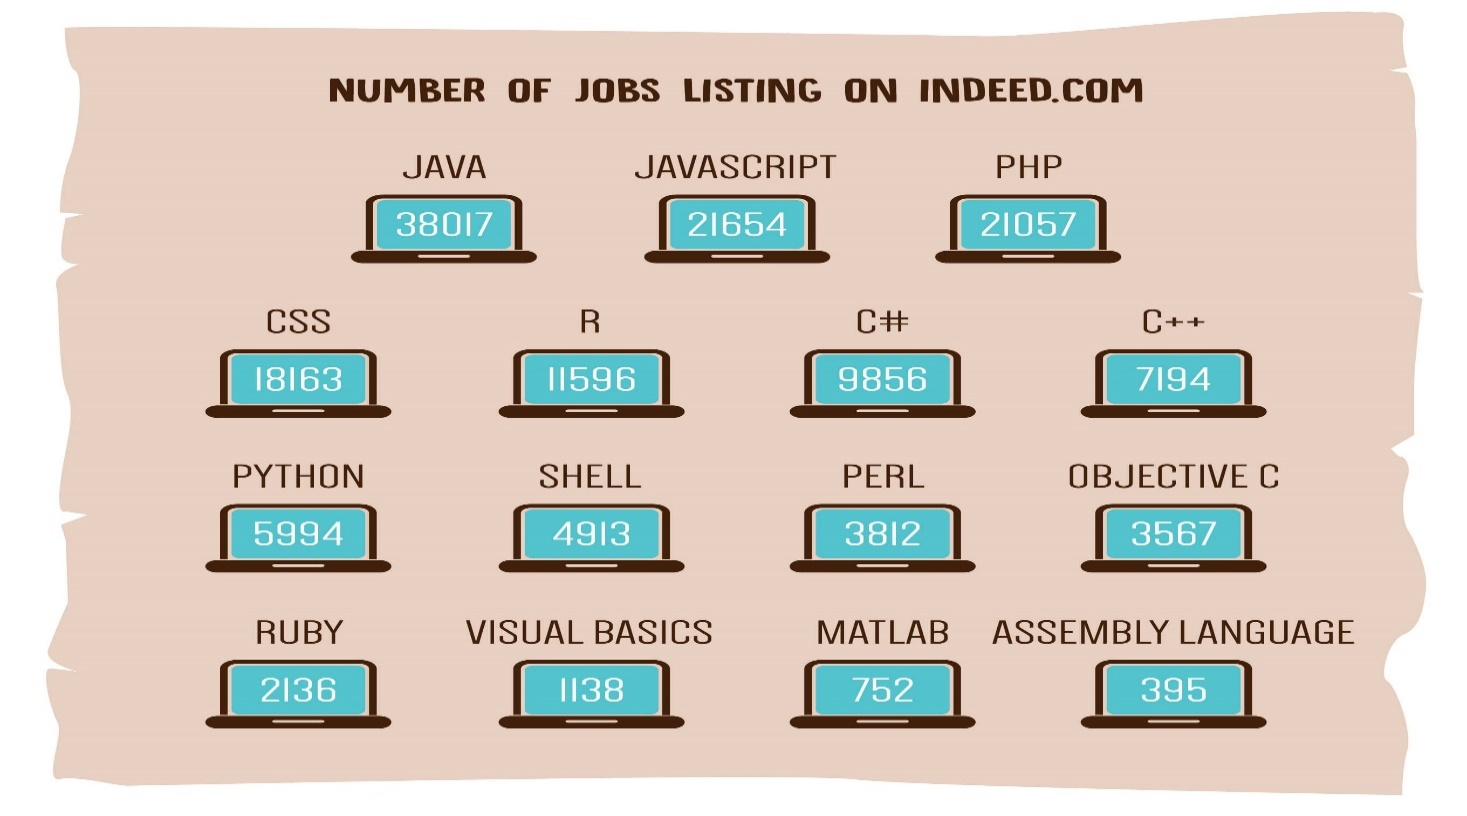 NUMBER OF JOBS LISTING ON INDEED.COM
JAVA JAVASCRIPT PHP
38017 21654 21057
CSS R C# C++
18163 11596 9856 7194
PYTHON SHELL PERL OBJECTIVE C
5994 4913 3812 3567
RUBY VISUAL BASICS MATLAB ASSEMBLY LANGUAGE
2136 1138 752 395